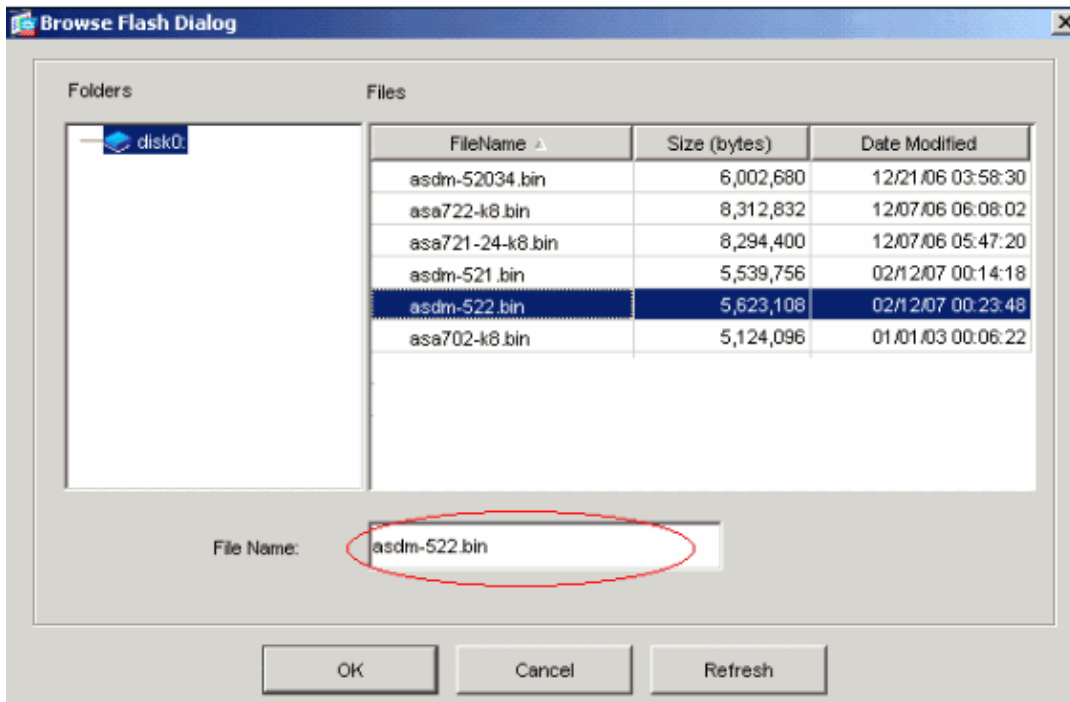 Browse Flash Dialog
Folders
Files
disk0:
FileName Size (bytes) Date Modified
asdm-52034.bin 6,002,680 12/21/06 03:58:30
asa722-k8.bin 8,312,832 12/07/06 06:08:02
asa721-24-k8.bin 8,294,400 12/07/06 05:47:20
asdm-521.bin 5,539,756 02/12/07 00:14:18
asdm-522.bin 5,623,108 02/12/07 00:23:48
asa702-k8.bin 5,124,096 01/01/03 00:06:22
File Name: asdm-522.bin
OK Cancel Refresh